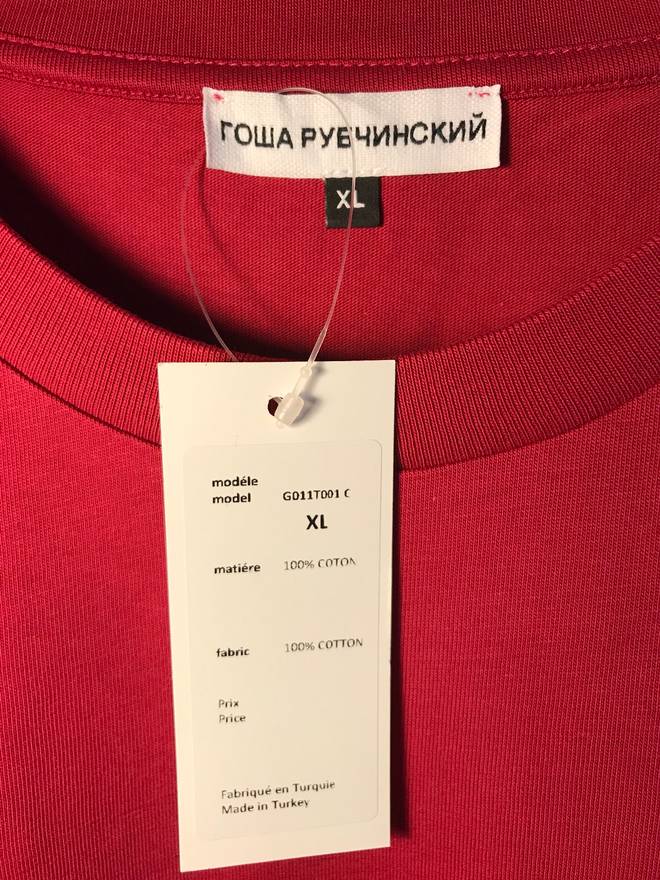 ГОША РУБЧИНСКИЙ
XL
modéle
model G011T001 C
XL
matiére 100% COTON
fabric 100% COTTON
Prix
Price
Fabriqué en Turquie
Made in Turkey